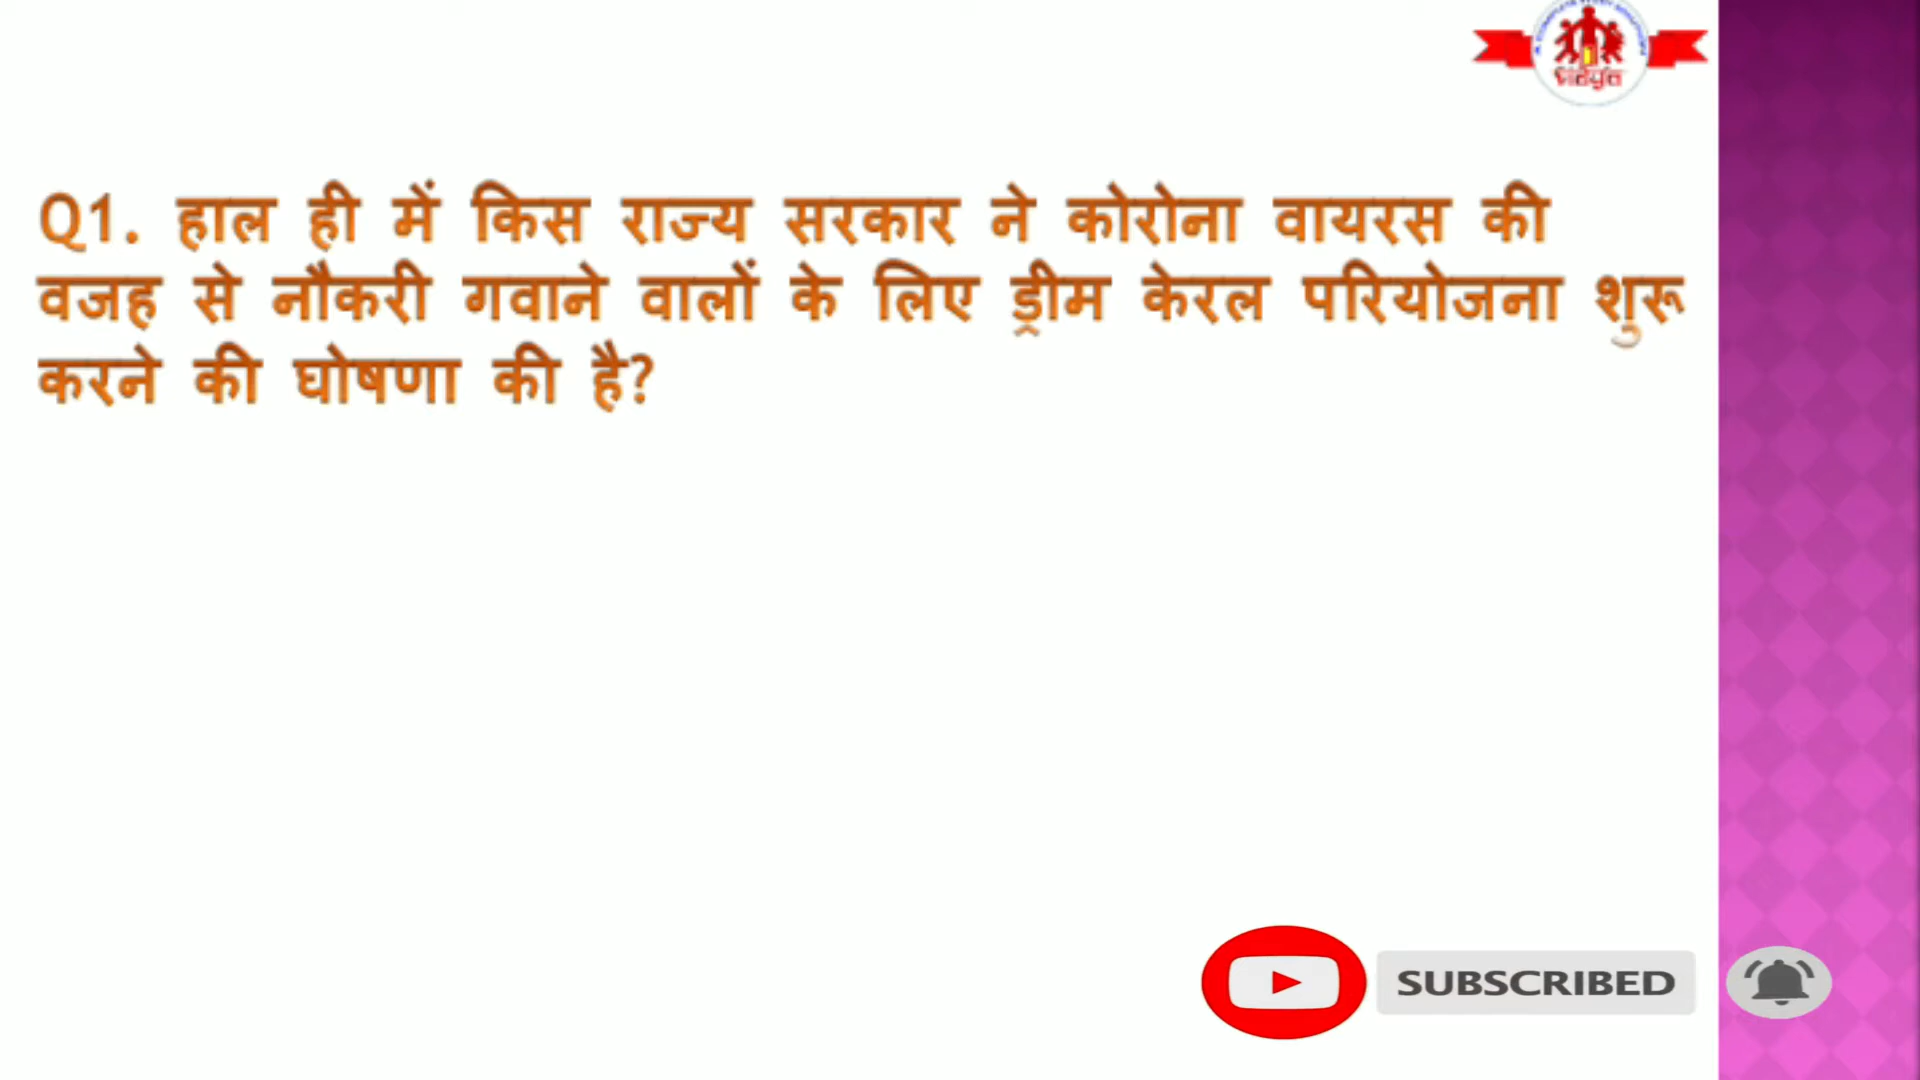 Q1. हाल ही में किस राज्य सरकार ने कोरोना वायरस की
वजह से नौकरी गवाने वालों के लिए ड्रीम केरल परियोजना शुरू
करने की घोषणा की है?
SUBSCRIBED